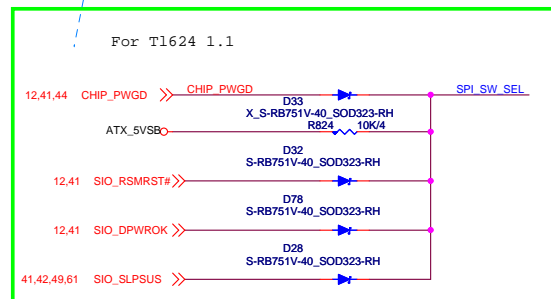 For Tl624 1.1
12,41,44 CHIP_PWGD CHIP_PWGD SPI_SW_SEL
D33
X_S-RB751V-40_SOD323-RH
ATX_5VSB R824 10K/4
D32
S-RB751V-40_SOD323-RH
12,41 SIO_RSMRST#
D78
S-RB751V-40_SOD323-RH
12,41 SIO_DPWROK
D28
S-RB751V-40_SOD323-RH
41,42,49,61 SIO_SLPSUS